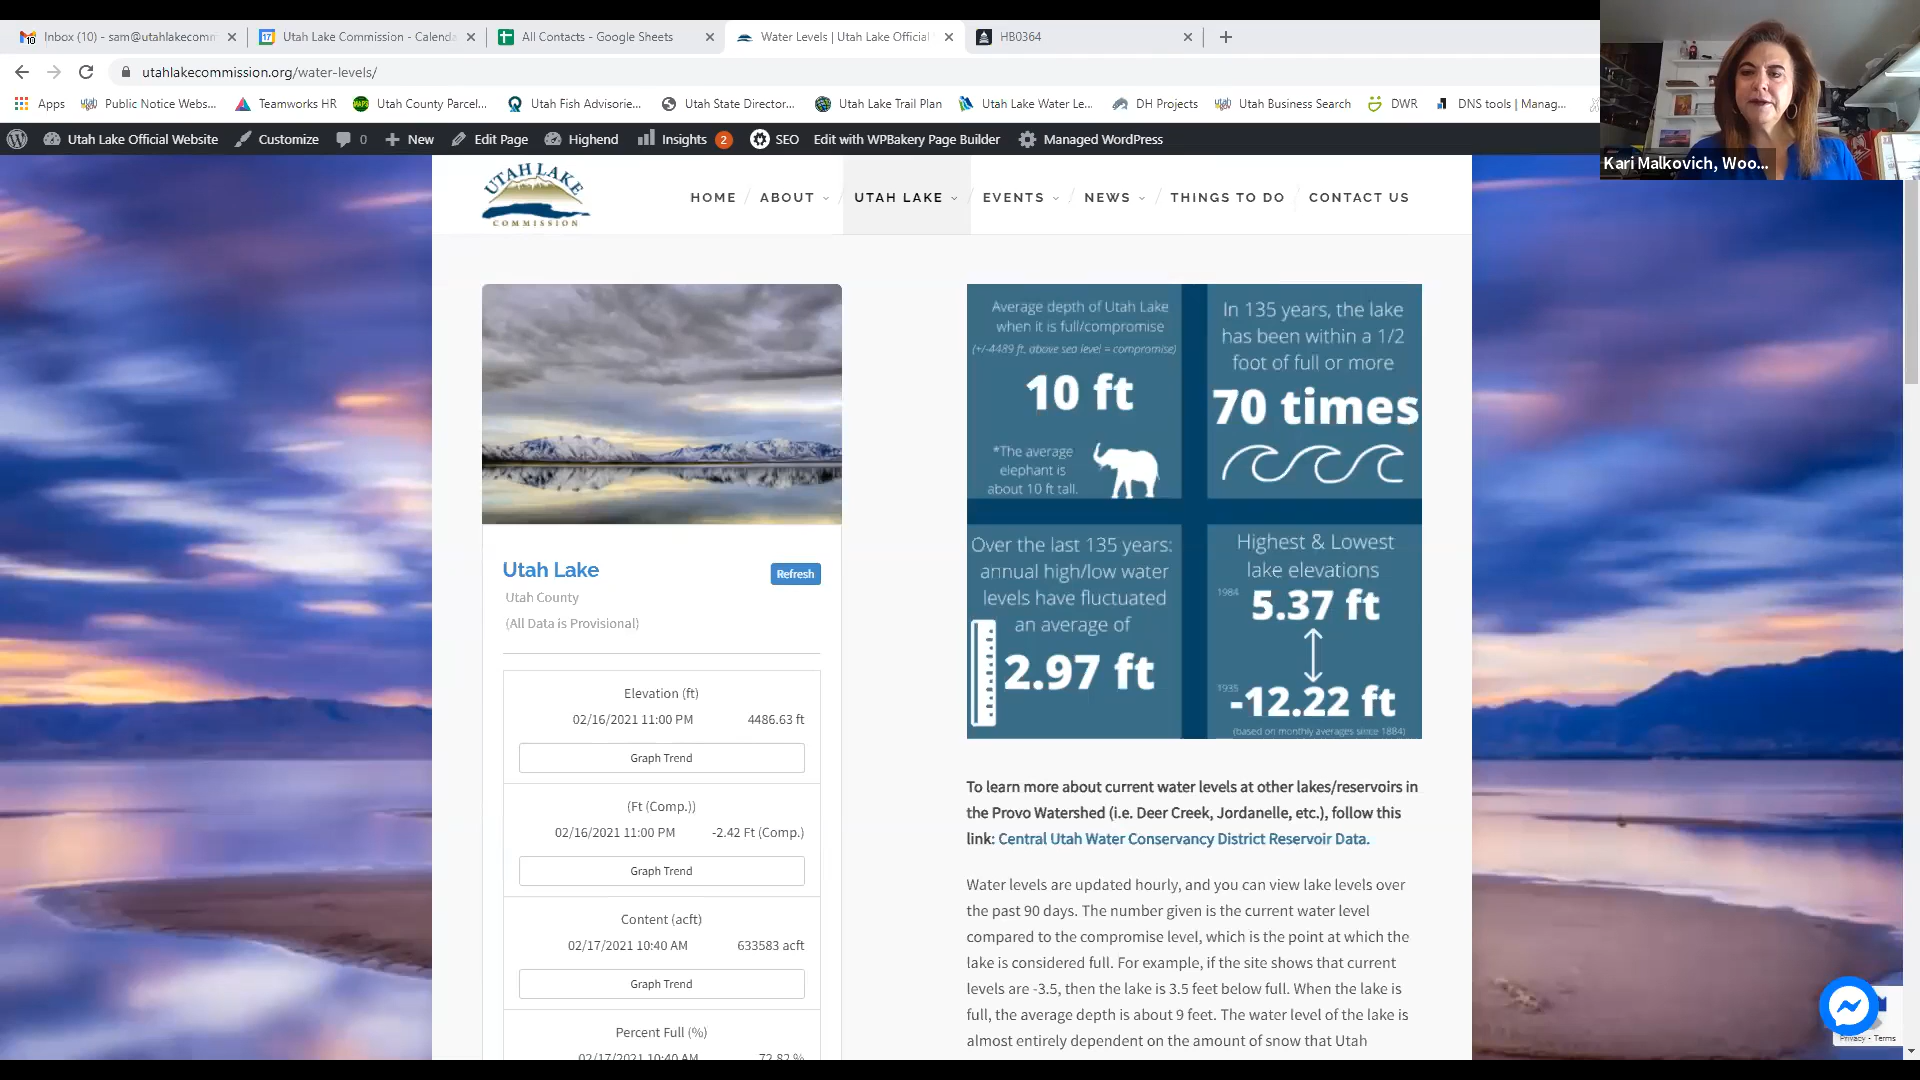 Inbox (10) - sam@utahlakecomm
Utah Lake Commission - Calenda
All Contacts - Google Sheets
Water Levels | Utah Lake Official
HB0364
utahlakecommission.org/water-levels/
Apps
Public Notice Webs...
Teamworks HR
Utah County Parcel...
Utah Fish Advisorie...
Utah State Director...
Utah Lake Trail Plan
Utah Lake Water Le...
DH Projects
Utah Business Search
DWR
DNS tools | Manag...
Utah Lake Official Website
Customize
0
New
Edit Page
Highend
Insights
2
SEO
Edit with WPBakery Page Builder
Managed WordPress
Kari Malkovich, Woo...
UTAH LAKE
COMMISSION
HOME
ABOUT
UTAH LAKE
EVENTS
NEWS
THINGS TO DO
CONTACT US
Utah Lake
Refresh
Utah County
(All Data is Provisional)
Elevation (ft)
02/16/2021 11:00 PM 4486.63 ft
Graph Trend
(Ft (Comp.))
02/16/2021 11:00 PM -2.42 Ft (Comp.)
Graph Trend
Content (acft)
02/17/2021 10:40 AM 633583 acft
Graph Trend
Percent Full (%)
02/17/2021 10:40 AM 72.82 %
Average depth of Utah Lake
when it is full/compromise
(+/-4489 ft. above sea level = compromise)
10 ft
*The average
elephant is
about 10 ft tall.
In 135 years, the lake
has been within a 1/2
foot of full or more
70 times
Over the last 135 years:
annual high/low water
levels have fluctuated
an average of
2.97 ft
Highest & Lowest
lake elevations
1984
5.37 ft
1935
-12.22 ft
(based on monthly averages since 1884)
To learn more about current water levels at other lakes/reservoirs in
the Provo Watershed (i.e. Deer Creek, Jordanelle, etc.), follow this
link: Central Utah Water Conservancy District Reservoir Data.
Water levels are updated hourly, and you can view lake levels over
the past 90 days. The number given is the current water level
compared to the compromise level, which is the point at which the
lake is considered full. For example, if the site shows that current
levels are -3.5, then the lake is 3.5 feet below full. When the lake is
full, the average depth is about 9 feet. The water level of the lake is
almost entirely dependent on the amount of snow that Utah
Privacy - Terms